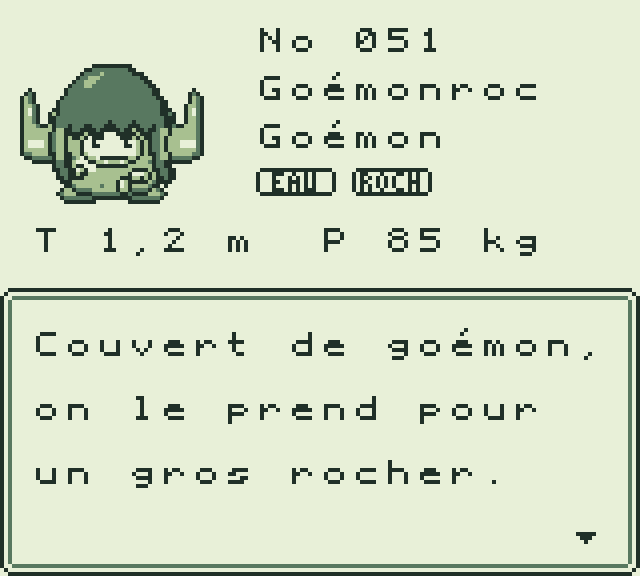 No 051
Goémonroc
Goémon
EAU ROCH
T 1,2 m P 85 kg
Couvert de goémon,
on le prend pour
un gros rocher.